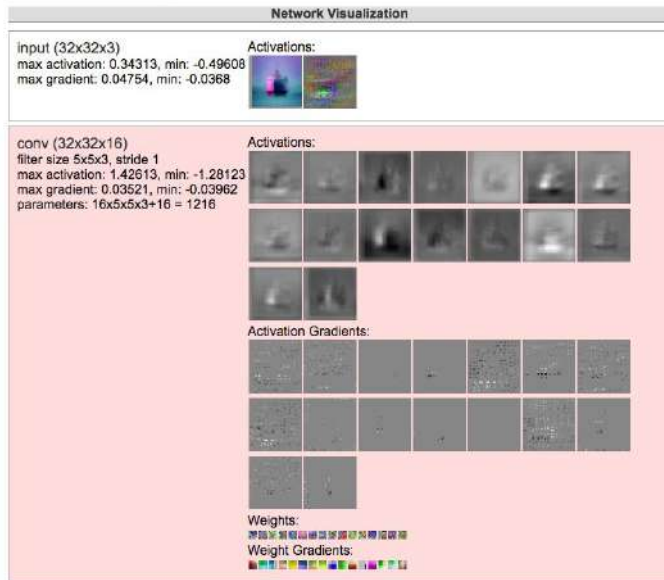 Network Visualization
input (32x32x3)
max activation: 0.34313, min: -0.49608
max gradient: 0.04754, min: -0.0368
Activations:
conv (32x32x16)
filter size 5x5x3, stride 1
max activation: 1.42613, min: -1.28123
max gradient: 0.03521, min: -0.03962
parameters: 16x5x5x3+16 = 1216
Activations:
Activation Gradients:
Weights:
Weight Gradients: